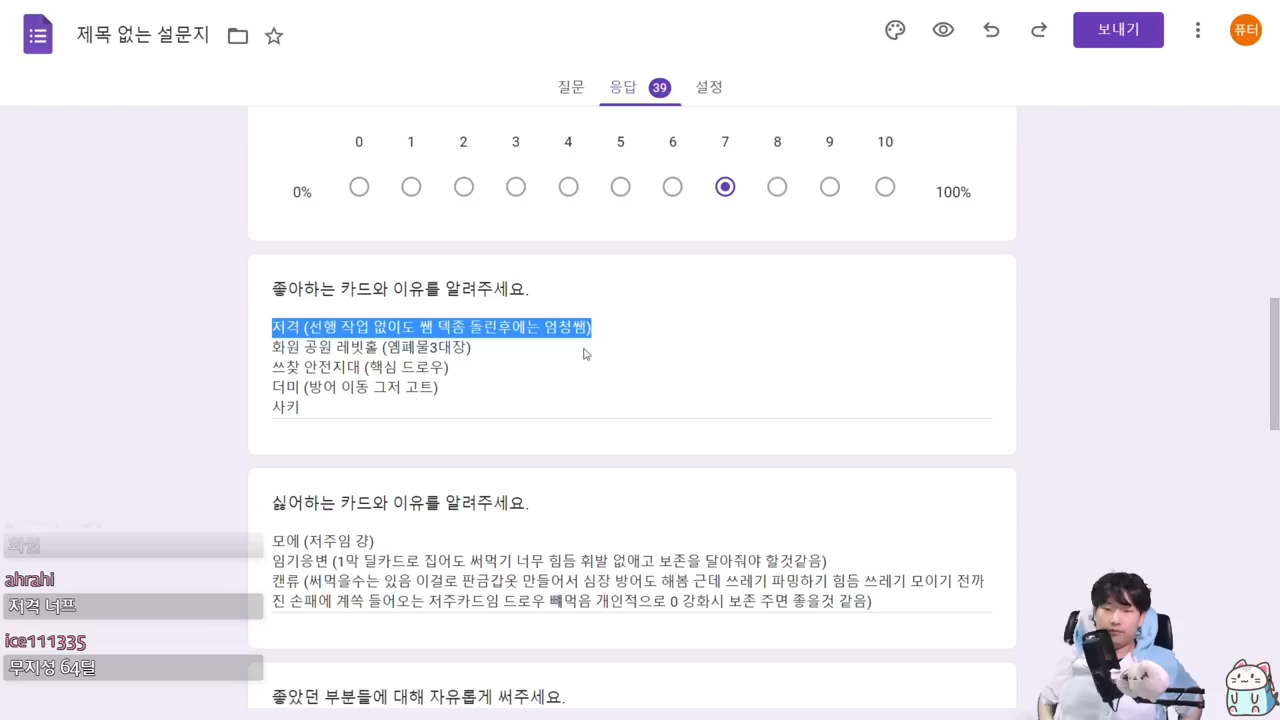 제목 없는 설문지
보내기
퓨터
질문
응답
39
설정
0 1 2 3 4 5 6 7 8 9 10
0%
100%
좋아하는 카드와 이유를 알려주세요.
저격 (선행 작업 없이도 쌤 덱좀 돌린후에는 엄청쌤)
화원 공원 레빗홀 (옘폐물3대장)
쓰찾 안전지대 (핵심 드로우)
더미 (방어 이동 그저 고트)
사키
싫어하는 카드와 이유를 알려주세요.
모에 (저주임 걍)
임기응변 (1막 딜카드로 집어도 써먹기 너무 힘듬 휘발 없애고 보존을 달아줘야 할것같음)
캔류 (써먹을수는 있음 이걸로 판금갑옷 만들어서 심장 방어도 해봄 근데 쓰레기 파밍하기 힘듬 쓰레기 모이기 전까
진 손패에 계쏙 들어오는 저주카드임 드로우 빼먹음 개인적으로 0 강화시 보존 주면 좋을것 같음)
좋았던 부분들에 대해 자유롭게 써주세요.
화원
ahrahi
저격 너프
ice111335
무지성 64딜